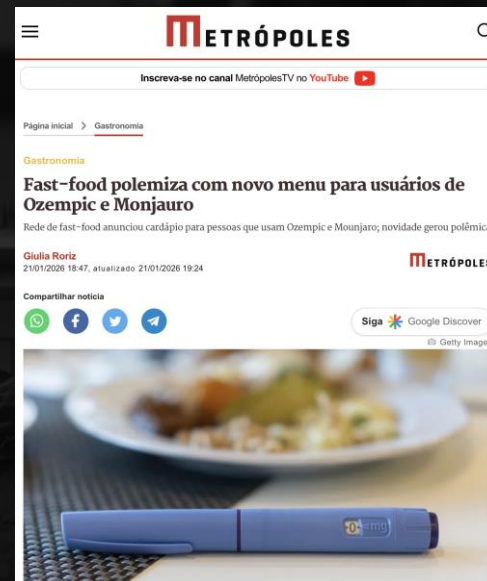 METRÓPOLES
Inscreva-se no canal MetrópolesTV no YouTube
Página inicial > Gastronomia
Gastronomia
Fast-food polemiza com novo menu para usuários de
Ozempic e Monjauro
Rede de fast-food anunciou cardápio para pessoas que usam Ozempic e Mounjaro; novidade gerou polêmica
Giulia Roriz
21/01/2026 18:47, atualizado 21/01/2026 19:24
METRÓPOLES
Compartilhar notícia
Siga Google Discover
Getty Image
0 mg